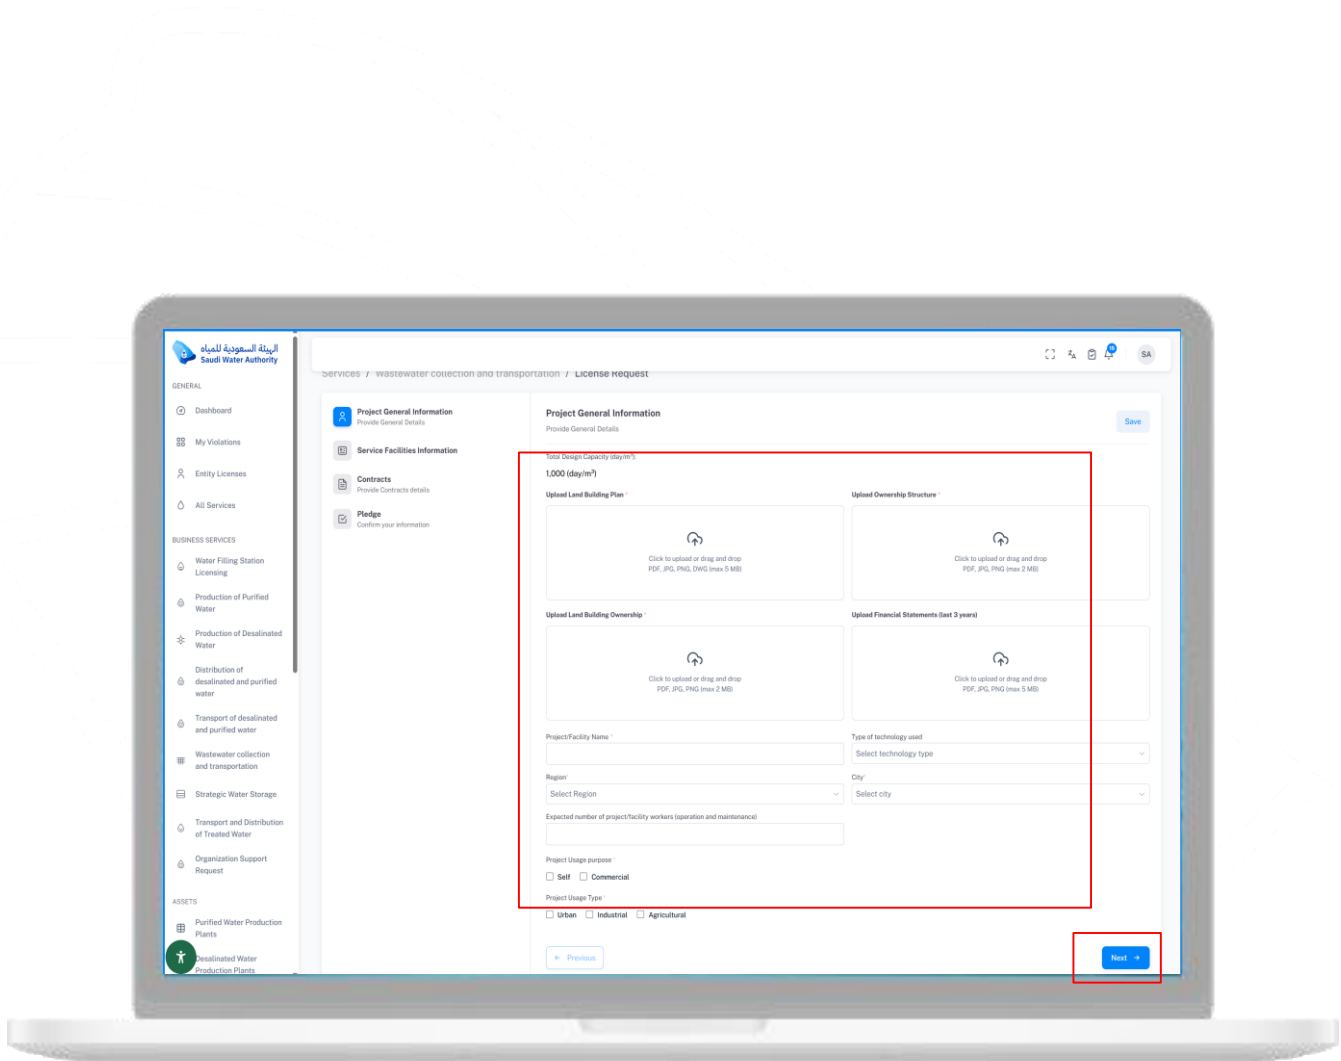 الهيئة السعودية للمياه
Saudi Water Authority
GENERAL
Dashboard
My Violations
Entity Licenses
All Services
BUSINESS SERVICES
Water Filling Station
Licensing
Production of Purified
Water
Production of Desalinated
Water
Distribution of
desalinated and purified
water
Transport of desalinated
and purified water
Wastewater collection
and transportation
Strategic Water Storage
Transport and Distribution
of Treated Water
Organization Support
Request
ASSETS
Purified Water Production
Plants
Desalinated Water
Production Plants
SA
Services / Wastewater collection and transportation / License Request
Project General Information
Provide General Details
Service Facilities Information
Contracts
Provide Contracts details
Pledge
Confirm your information
Project General Information
Provide General Details
Save
Total Design Capacity (day/m³):
1,000 (day/m³)
Upload Land Building Plan *
Click to upload or drag and drop
PDF, JPG, PNG, DWG (max 5 MB)
Upload Ownership Structure *
Click to upload or drag and drop
PDF, JPG, PNG (max 2 MB)
Upload Land Building Ownership *
Click to upload or drag and drop
PDF, JPG, PNG (max 2 MB)
Upload Financial Statements (last 3 years)
Click to upload or drag and drop
PDF, JPG, PNG (max 5 MB)
Project/Facility Name *
Type of technology used
Select technology type
Region*
Select Region
City*
Select city
Expected number of project/facility workers (operation and maintenance)
Project Usage purpose *
Self Commercial
Project Usage Type *
Urban Industrial Agricultural
← Previous
Next →